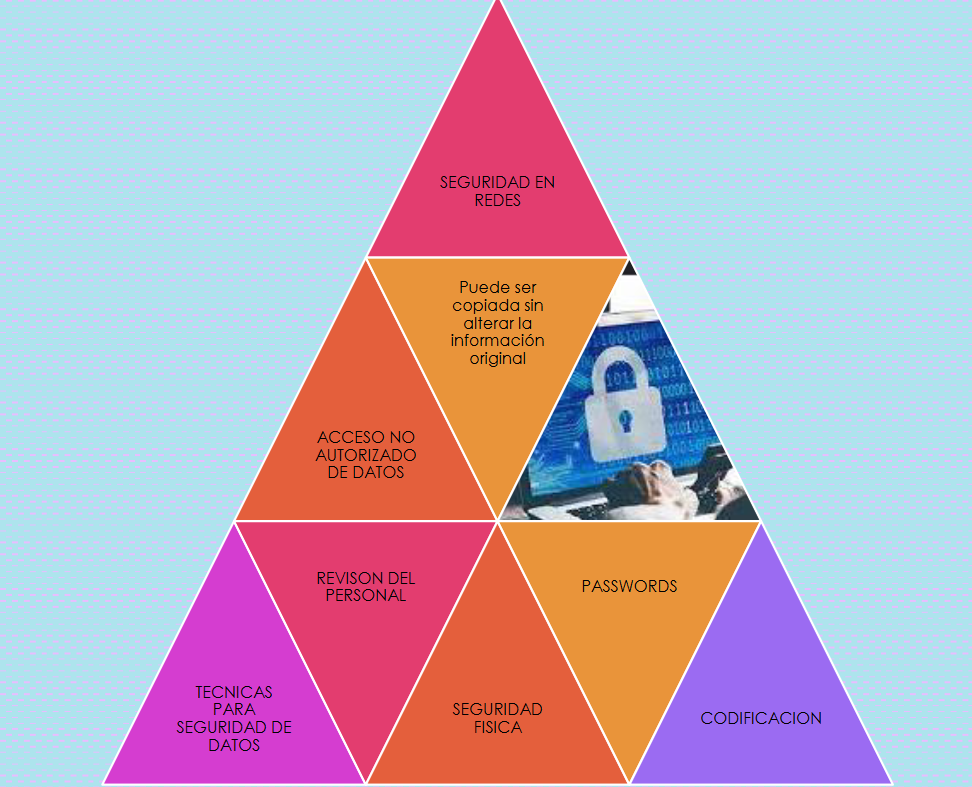 SEGURIDAD EN
REDES
Puede ser
copiada sin
alterar la
información
original
ACCESO NO
AUTORIZADO
DE DATOS
REVISON DEL
PERSONAL
PASSWORDS
TECNICAS
PARA
SEGURIDAD DE
DATOS
SEGURIDAD
FISICA
CODIFICACION